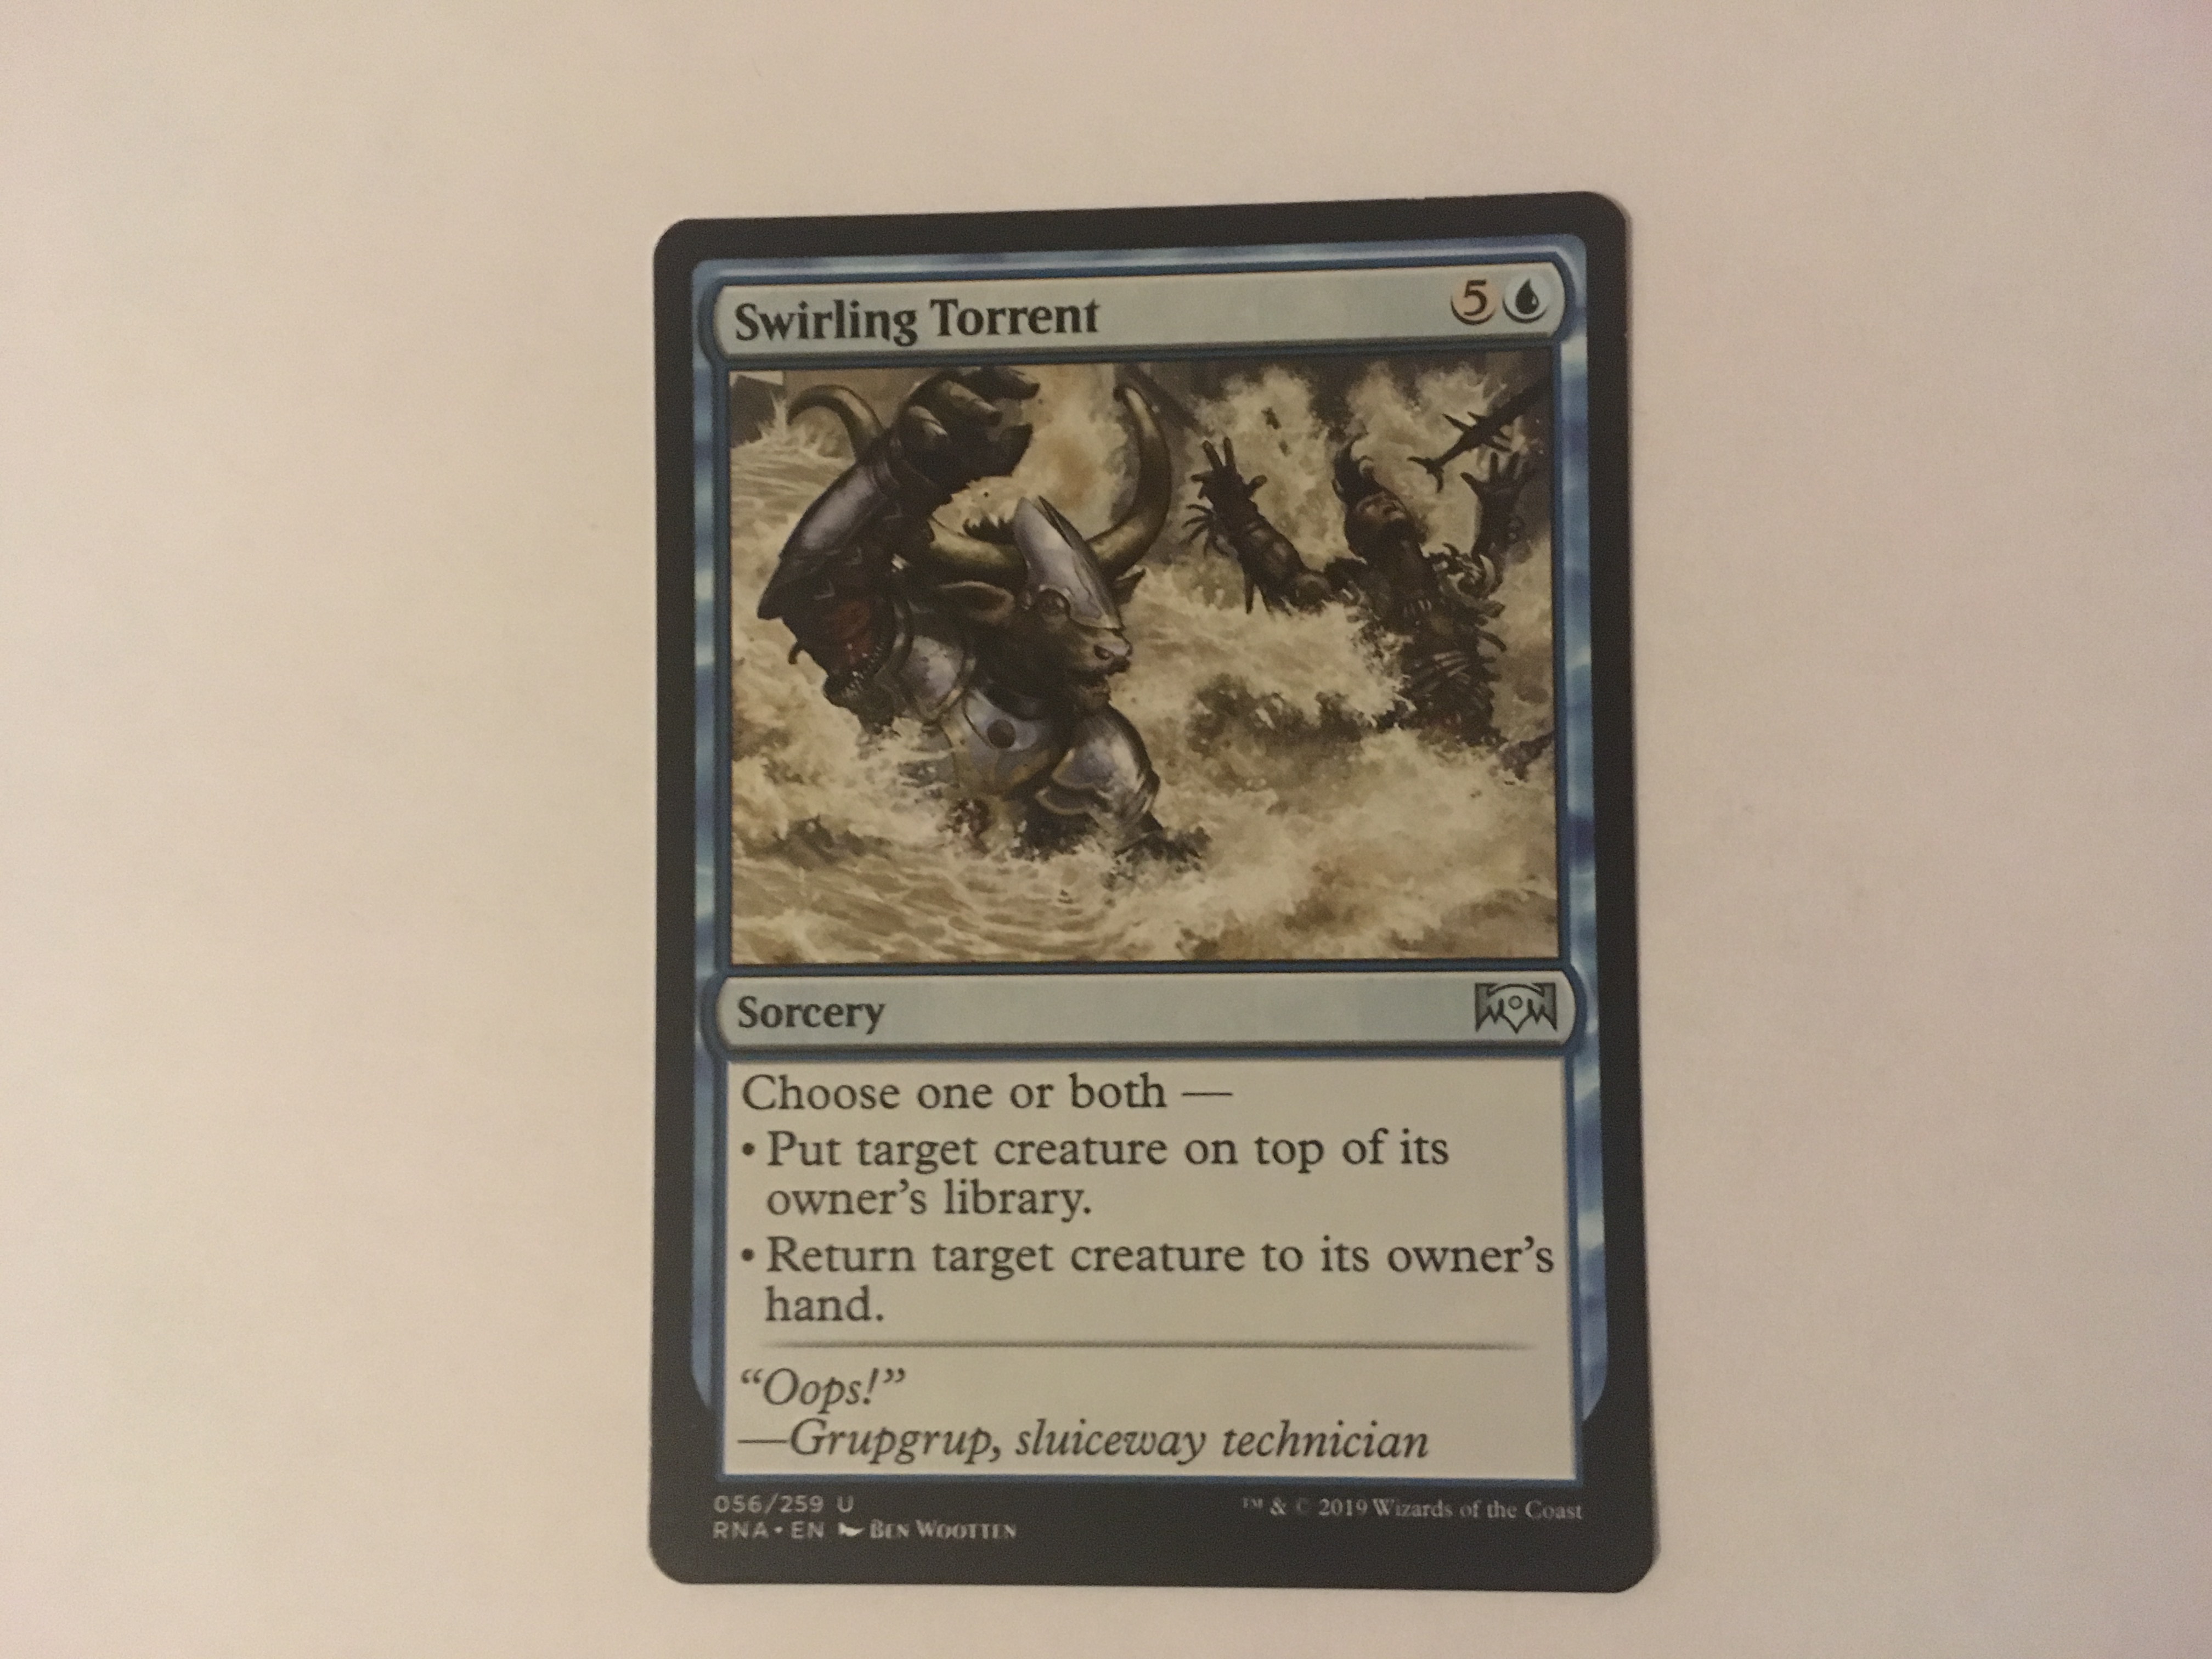 Swirling Torrent 5
Sorcery
Choose one or both —
• Put target creature on top of its
owner's library.
• Return target creature to its owner's
hand.
"Oops!"
—Grupgrup, sluiceway technician
056/259 U
RNA • EN BEN WOOTTEN
™ & © 2019 Wizards of the Coast